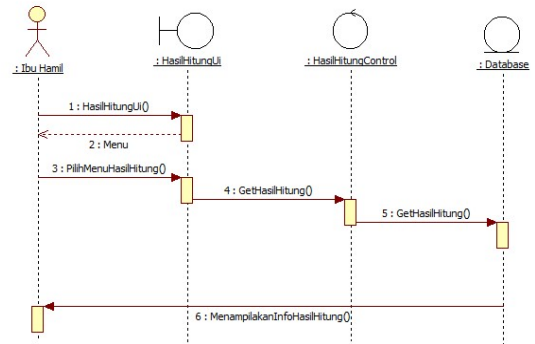 : Ibu Hamil
: HasilHitungUi
: HasilHitungControl
: Database
1 : HasilHitungUi()
2 : Menu
3 : PilihMenuHasilHitung()
4 : GetHasilHitung()
5 : GetHasilHitung()
6 : MenampilakanInfoHasilHitung()